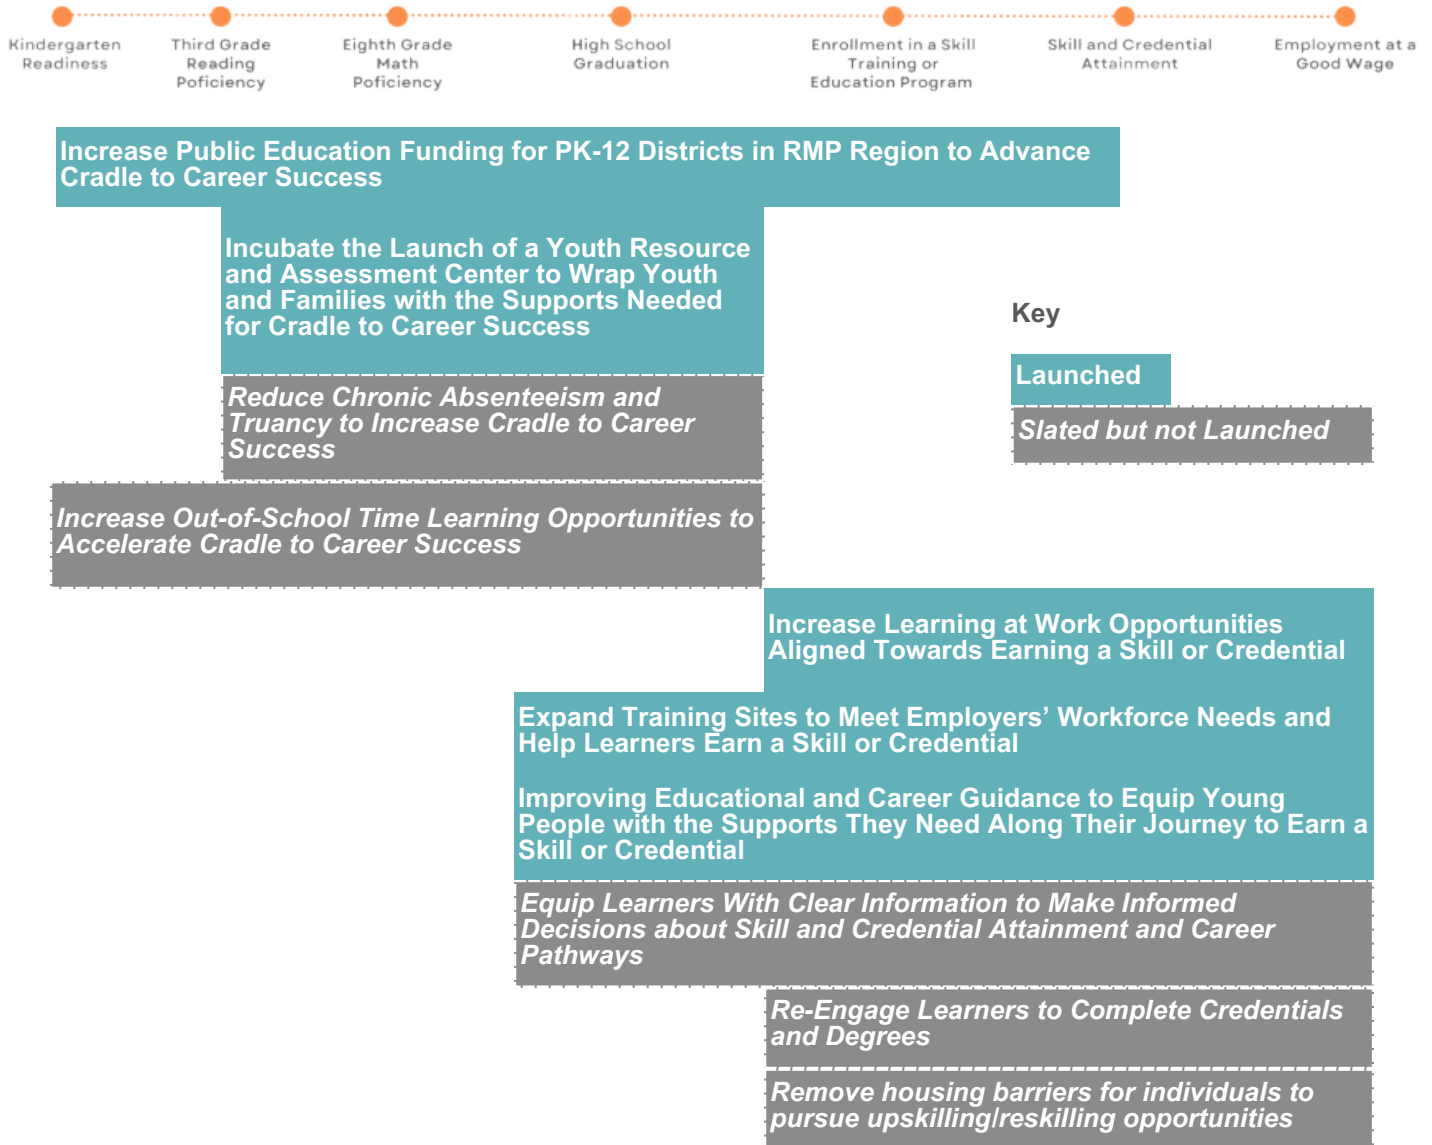 Kindergarten
Readiness
Third Grade
Reading
Poficiency
Eighth Grade
Math
Poficiency
High School
Graduation
Enrollment in a Skill
Training or
Education Program
Skill and Credential
Attainment
Employment at a
Good Wage
Increase Public Education Funding for PK-12 Districts in RMP Region to Advance
Cradle to Career Success
Incubate the Launch of a Youth Resource
and Assessment Center to Wrap Youth
and Families with the Supports Needed
for Cradle to Career Success
Key
Launched
Slated but not Launched
Reduce Chronic Absenteeism and
Truancy to Increase Cradle to Career
Success
Increase Out-of-School Time Learning Opportunities to
Accelerate Cradle to Career Success
Increase Learning at Work Opportunities
Aligned Towards Earning a Skill or Credential
Expand Training Sites to Meet Employers’ Workforce Needs and
Help Learners Earn a Skill or Credential
Improving Educational and Career Guidance to Equip Young
People with the Supports They Need Along Their Journey to Earn a
Skill or Credential
Equip Learners With Clear Information to Make Informed
Decisions about Skill and Credential Attainment and Career
Pathways
Re-Engage Learners to Complete Credentials
and Degrees
Remove housing barriers for individuals to
pursue upskilling/reskilling opportunities